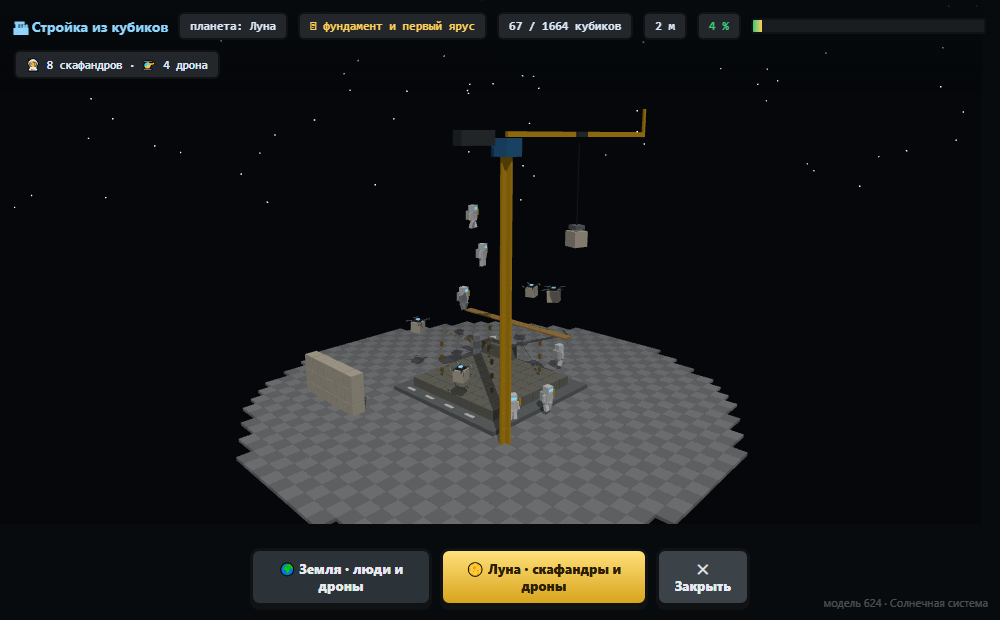 Стройка из кубиков
планета: Луна
фундамент и первый ярус
67 / 1664 кубиков
2 м
4 %
8 скафандров · 4 дрона
Земля · люди и
дроны
Луна · скафандры и
дроны
✕
Закрыть
модель 624 · Солнечная система